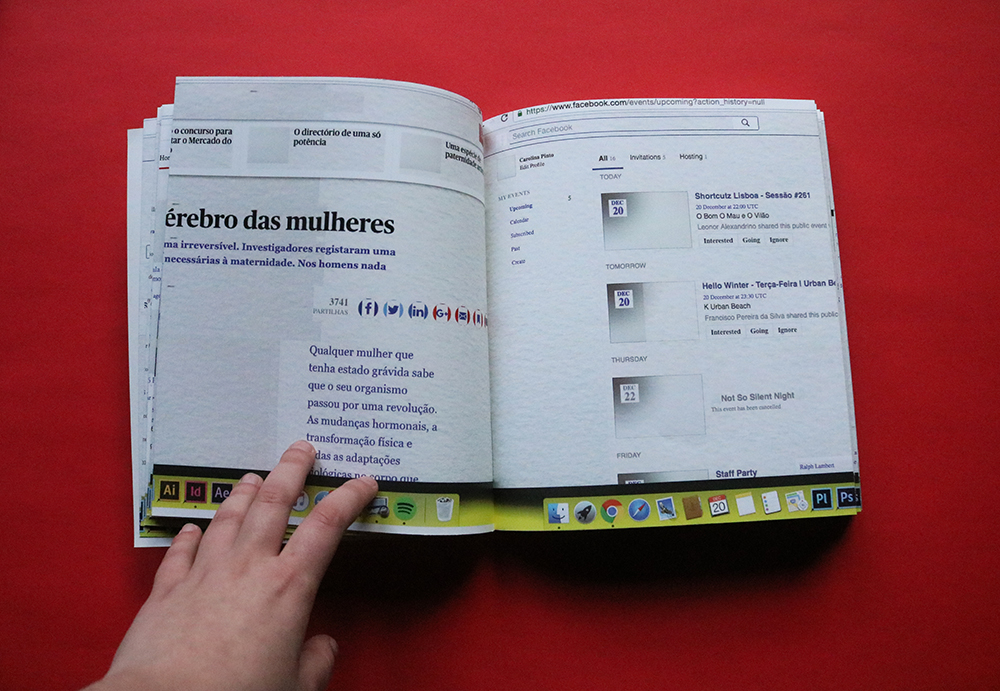 o concurso para
tar o Mercado do
O directório de uma só
potência
Uma espécie de
paternidade
érebro das mulheres
ma irreversível. Investigadores registaram uma
necessárias à maternidade. Nos homens nada
3741
PARTILHAS
Qualquer mulher que
tenha estado grávida sabe
que o seu organismo
passou por uma revolução.
As mudanças hormonais, a
transformação física e
das as adaptações
no corpo que
Ai Id Ae
https://www.facebook.com/events/upcoming?action_history=null
Search Facebook
Carolina Pinto
Edit Profile
All Invitations Hosting
MY EVENTS 5
Upcoming
Calendar
Subscribed
Past
Create
TODAY
DEC
20
Shortcutz Lisboa - Sessão #261
20 December at 22:00 UTC
O Bom O Mau e O Vilão
Leonor Alexandrino shared this public event
Interested Going Ignore
TOMORROW
DEC
20
Hello Winter - Terça-Feira | Urban Be
20 December at 23:30 UTC
K Urban Beach
Francisco Pereira da Silva shared this public
Interested Going Ignore
THURSDAY
DEC
22
Not So Silent Night
This event has been cancelled
FRIDAY
DEC
Staff Party
Ralph Lambert
DEC
20
Pl Ps